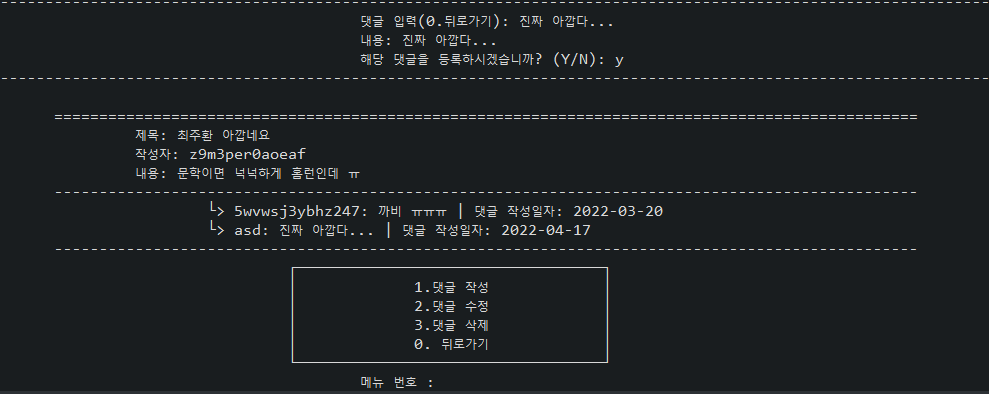 댓글 입력(0.뒤로가기): 진짜 아깝다...
내용: 진짜 아깝다...
해당 댓글을 등록하시겠습니까? (Y/N): y
제목: 최주환 아깝네요
작성자: z9m3per0aoeaf
내용: 문학이면 넉넉하게 홈런인데 ㅠ
└> 5wvwsj3ybhz247: 까비 ㅠㅠㅠ | 댓글 작성일자: 2022-03-20
└> asd: 진짜 아깝다... | 댓글 작성일자: 2022-04-17
1.댓글 작성
2.댓글 수정
3.댓글 삭제
0. 뒤로가기
메뉴 번호 :